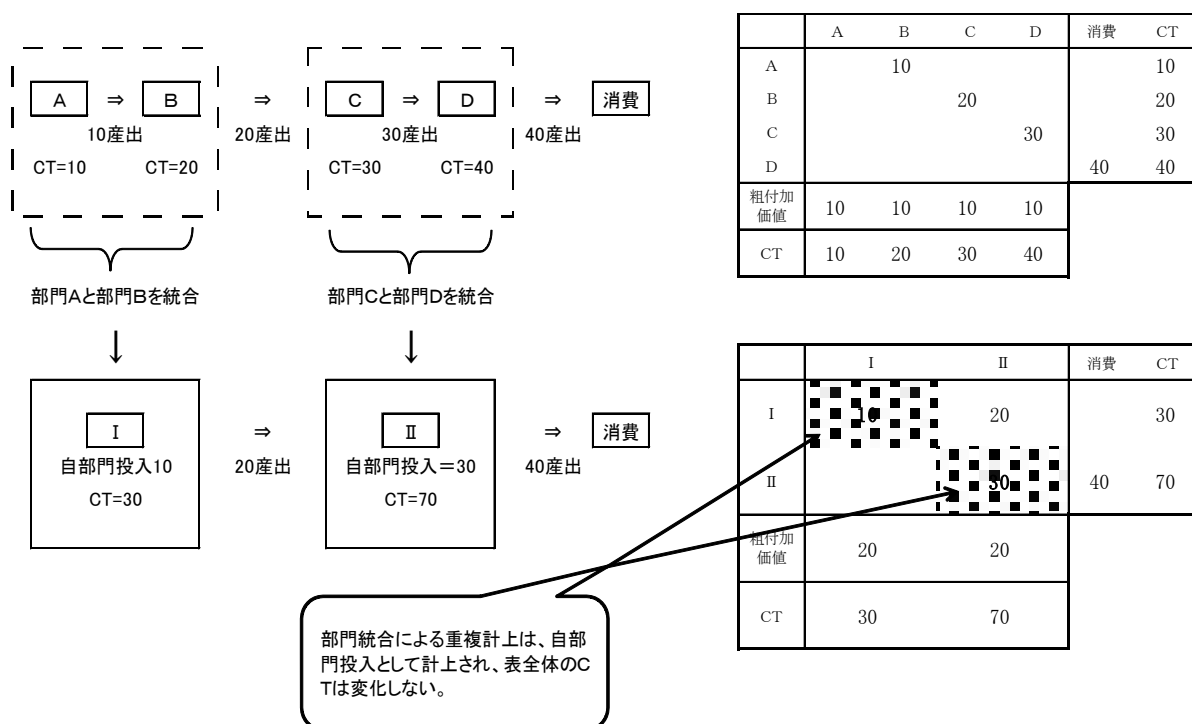 A ⇒ B ⇒ C ⇒ D ⇒ 消費
10産出 20産出 30産出 40産出
CT=10 CT=20 CT=30 CT=40
部門Aと部門Bを統合 部門Cと部門Dを統合
↓ ↓
Ⅰ ⇒ Ⅱ ⇒ 消費
自部門投入10 20産出 自部門投入=30 40産出
CT=30 CT=70
部門統合による重複計上は、自部
門投入として計上され、表全体のC
Tは変化しない。
A B C D 消費 CT
A 10 10
B 20 20
C 30 30
D 40 40
粗付加
価値 10 10 10 10
CT 10 20 30 40
Ⅰ Ⅱ 消費 CT
Ⅰ 10 20 30
Ⅱ 30 40 70
粗付加
価値 20 20
CT 30 70